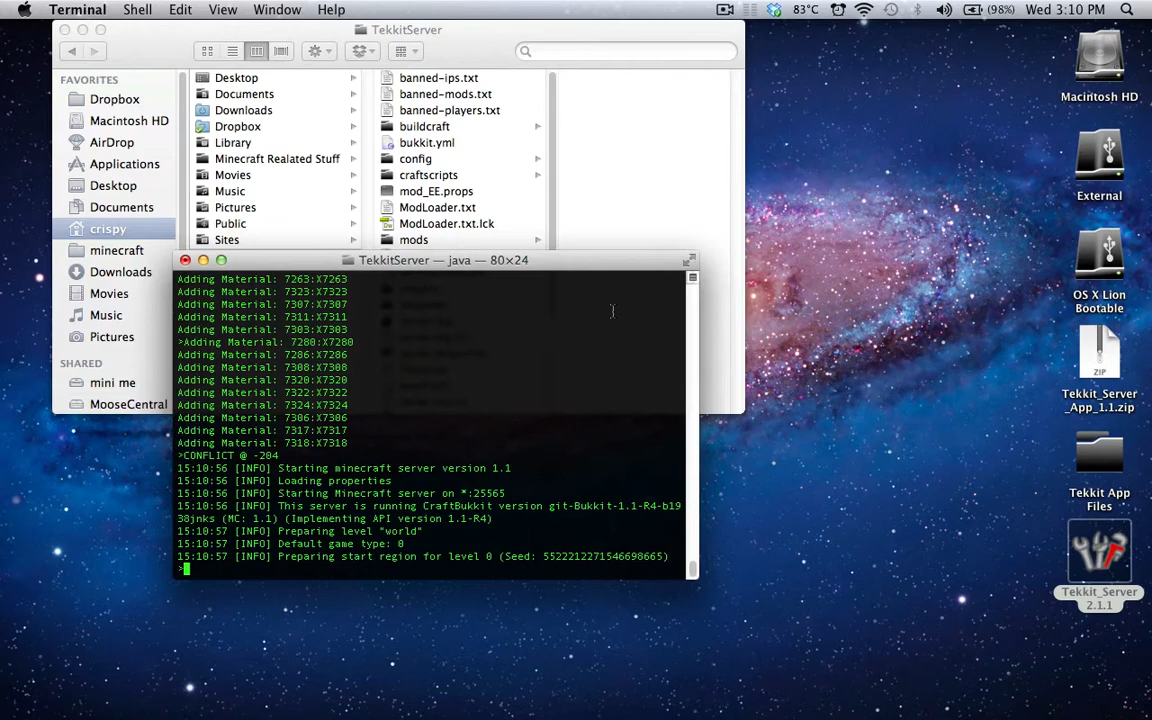 Terminal Shell Edit View Window Help
83°C (98%) Wed 3:10 PM
TekkitServer
FAVORITES
Dropbox
Macintosh HD
AirDrop
Applications
Desktop
Documents
crispy
minecraft
Downloads
Movies
Music
Pictures
SHARED
mini me
MooseCentral
Desktop
Documents
Downloads
Dropbox
Library
Minecraft Realated Stuff
Movies
Music
Pictures
Public
Sites
banned-ips.txt
banned-mods.txt
banned-players.txt
buildcraft
bukkit.yml
config
craftscripts
mod_EE.props
ModLoader.txt
ModLoader.txt.lck
mods
TekkitServer — java — 80×24
Adding Material: 7263:X7263
Adding Material: 7323:X7323
Adding Material: 7307:X7307
Adding Material: 7311:X7311
Adding Material: 7303:X7303
>Adding Material: 7280:X7280
Adding Material: 7286:X7286
Adding Material: 7308:X7308
Adding Material: 7320:X7320
Adding Material: 7322:X7322
Adding Material: 7324:X7324
Adding Material: 7306:X7306
Adding Material: 7317:X7317
Adding Material: 7318:X7318
>CONFLICT @ -204
15:10:56 [INFO] Starting minecraft server version 1.1
15:10:56 [INFO] Loading properties
15:10:56 [INFO] Starting Minecraft server on *:25565
15:10:56 [INFO] This server is running CraftBukkit version git-Bukkit-1.1-R4-b19
38jnks (MC: 1.1) (Implementing API version 1.1-R4)
15:10:57 [INFO] Preparing level "world"
15:10:57 [INFO] Default game type: 0
15:10:57 [INFO] Preparing start region for level 0 (Seed: 5522212271546698665)
>
Macintosh HD
External
OS X Lion
Bootable
ZIP
Tekkit_Server
_App_1.1.zip
Tekkit App
Files
Tekkit_Server
2.1.1